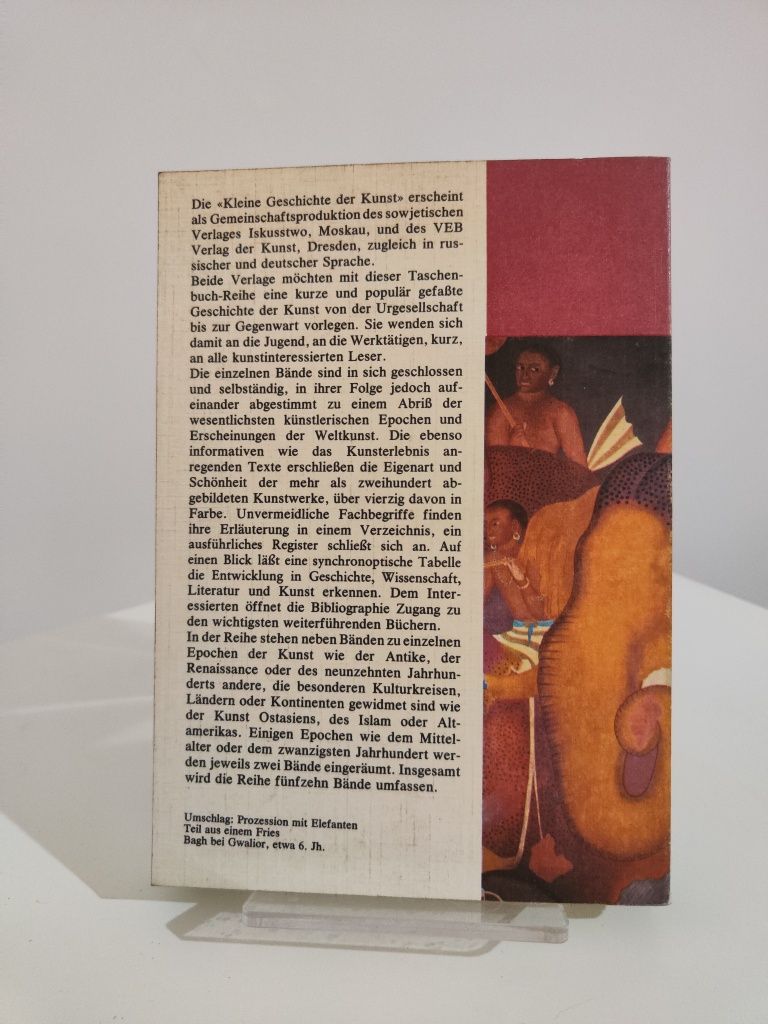 Die «Kleine Geschichte der Kunst» erscheint
als Gemeinschaftsproduktion des sowjetischen
Verlages Iskusstwo, Moskau, und des VEB
Verlag der Kunst, Dresden, zugleich in rus-
sischer und deutscher Sprache.
Beide Verlage möchten mit dieser Taschen-
buch-Reihe eine kurze und populär gefaßte
Geschichte der Kunst von der Urgesellschaft
bis zur Gegenwart vorlegen. Sie wenden sich
damit an die Jugend, an die Werktätigen, kurz,
an alle kunstinteressierten Leser.
Die einzelnen Bände sind in sich geschlossen
und selbständig, in ihrer Folge jedoch auf-
einander abgestimmt zu einem Abriß der
wesentlichsten künstlerischen Epochen und
Erscheinungen der Weltkunst. Die ebenso
informativen wie das Kunsterlebnis an-
regenden Texte erschließen die Eigenart und
Schönheit der mehr als zweihundert ab-
gebildeten Kunstwerke, über vierzig davon in
Farbe. Unvermeidliche Fachbegriffe finden
ihre Erläuterung in einem Verzeichnis, ein
ausführliches Register schließt sich an. Auf
einen Blick läßt eine synchronoptische Tabelle
die Entwicklung in Geschichte, Wissenschaft,
Literatur und Kunst erkennen. Dem Inter-
essierten öffnet die Bibliographie Zugang zu
den wichtigsten weiterführenden Büchern.
In der Reihe stehen neben Bänden zu einzelnen
Epochen der Kunst wie der Antike, der
Renaissance oder des neunzehnten Jahrhun-
derts andere, die besonderen Kulturkreisen,
Ländern oder Kontinenten gewidmet sind wie
der Kunst Ostasiens, des Islam oder Alt-
amerikas. Einigen Epochen wie dem Mittel-
alter oder dem zwanzigsten Jahrhundert wer-
den jeweils zwei Bände eingeräumt. Insgesamt
wird die Reihe fünfzehn Bände umfassen.
Umschlag: Prozession mit Elefanten
Teil aus einem Fries
Bagh bei Gwalior, etwa 6. Jh.